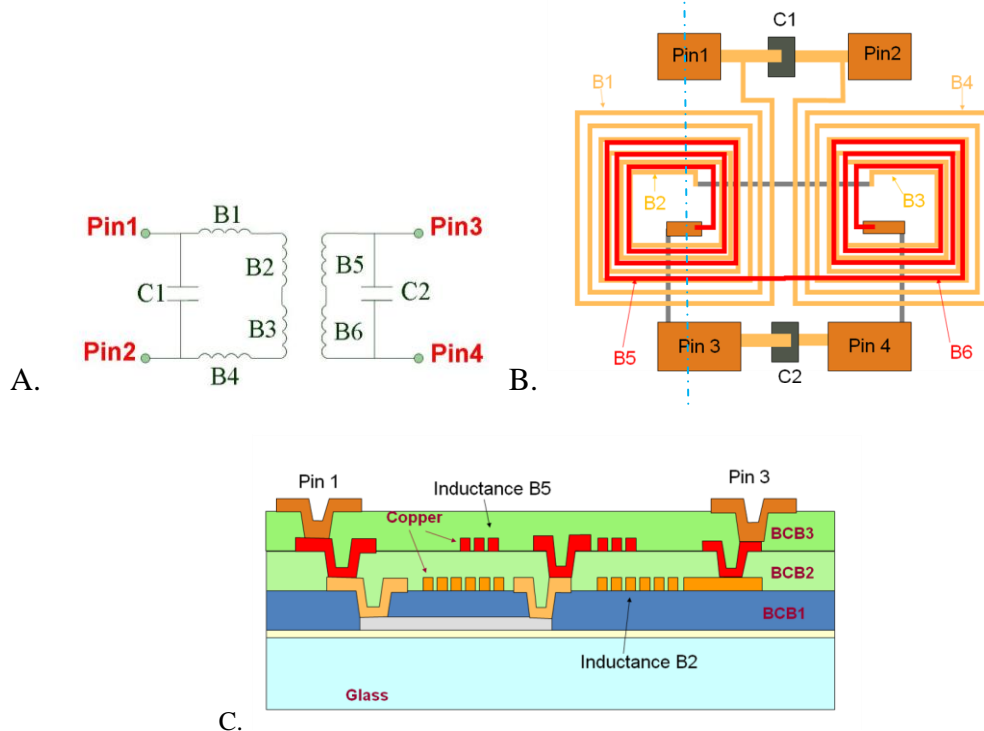 Pin1
B1
B2
C1
B3
Pin2
B4
Pin3
B5
C2
B6
Pin4
A.
C1
Pin1
Pin2
B1
B4
B2
B3
B5
B6
Pin 3
Pin 4
C2
B.
Pin 1
Inductance B5
Pin 3
Copper
BCB3
BCB2
BCB1
Inductance B2
Glass
C.